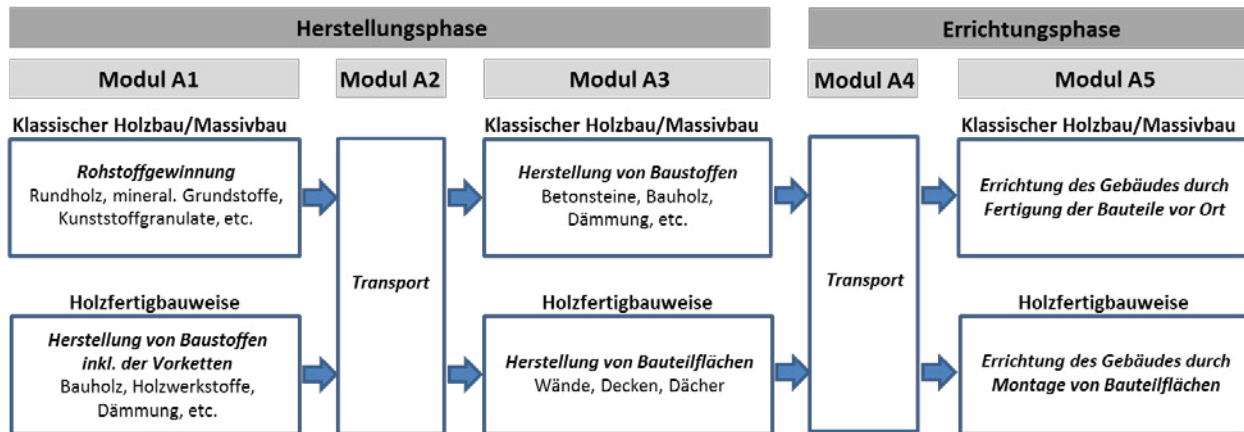 Herstellungsphase
Errichtungsphase
Modul A1
Modul A2
Modul A3
Modul A4
Modul A5
Klassischer Holzbau/Massivbau
Klassischer Holzbau/Massivbau
Klassischer Holzbau/Massivbau
Rohstoffgewinnung
Rundholz, mineral. Grundstoffe,
Kunststoffgranulate, etc.
Herstellung von Baustoffen
Betonsteine, Bauholz,
Dämmung, etc.
Errichtung des Gebäudes durch
Fertigung der Bauteile vor Ort
Transport
Transport
Holzfertigbauweise
Holzfertigbauweise
Holzfertigbauweise
Herstellung von Baustoffen
inkl. der Vorketten
Bauholz, Holzwerkstoffe,
Dämmung, etc.
Herstellung von Bauteilflächen
Wände, Decken, Dächer
Errichtung des Gebäudes durch
Montage von Bauteilflächen